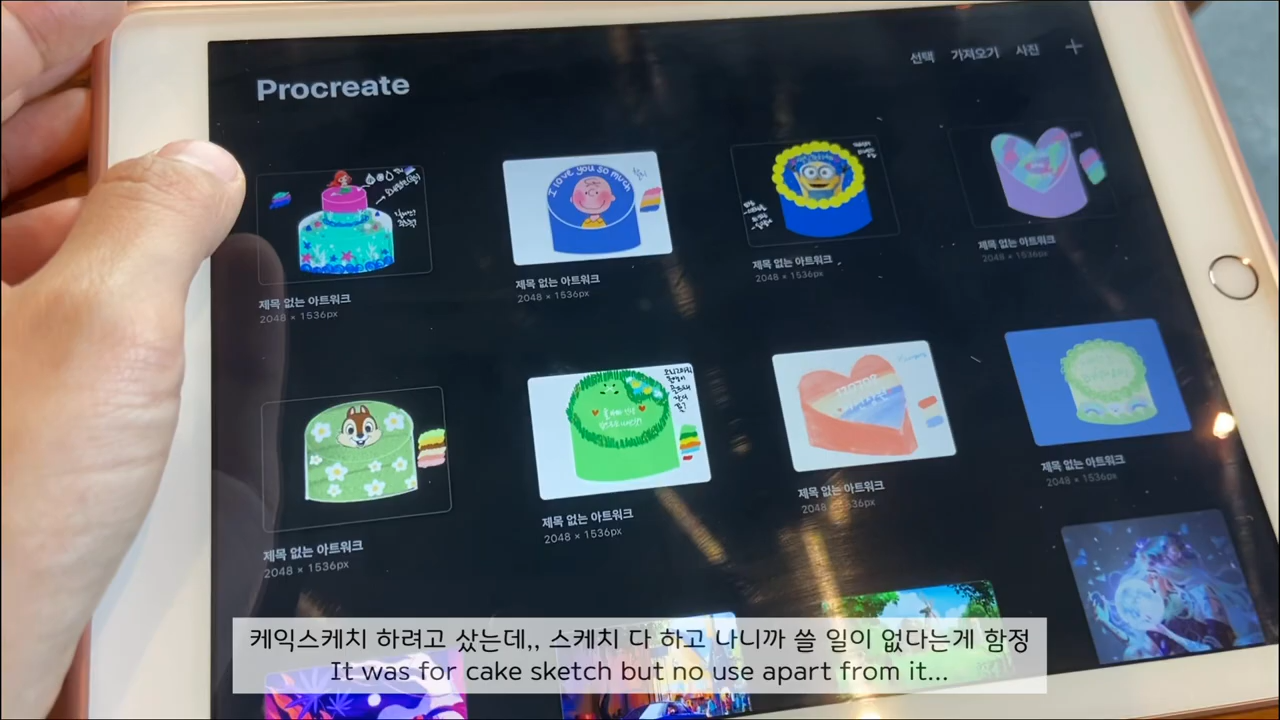 Procreate
선택 가져오기 사진 +
I love you so much
제목 없는 아트워크
2048 × 1536px
제목 없는 아트워크
2048 × 1536px
제목 없는 아트워크
2048 × 1536px
제목 없는 아트워크
2048 × 1536px
제목 없는 아트워크
2048 × 1536px
제목 없는 아트워크
2048 × 1536px
제목 없는 아트워크
2048 × 1536px
제목 없는 아트워크
2048 × 1536px
케익스케치 하려고 샀는데,, 스케치 다 하고 나니까 쓸 일이 없다는게 함정
It was for cake sketch but no use apart from it...